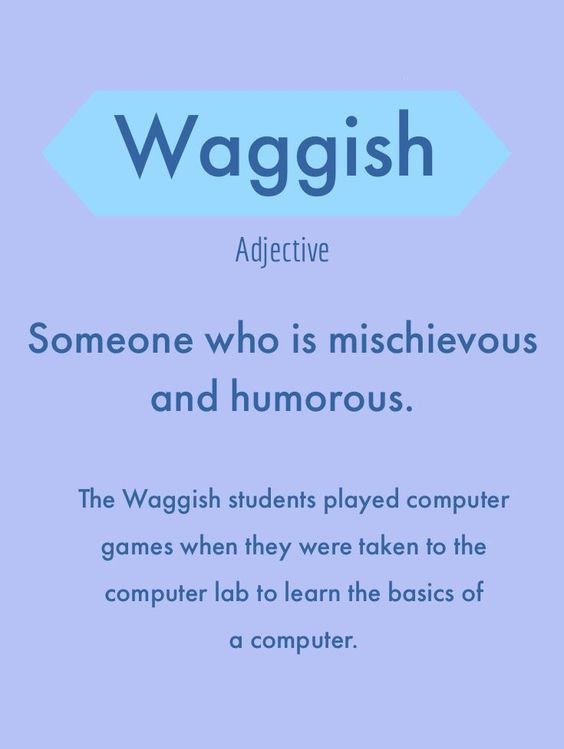 Waggish
Adjective
Someone who is mischievous
and humorous.
The Waggish students played computer
games when they were taken to the
computer lab to learn the basics of
a computer.